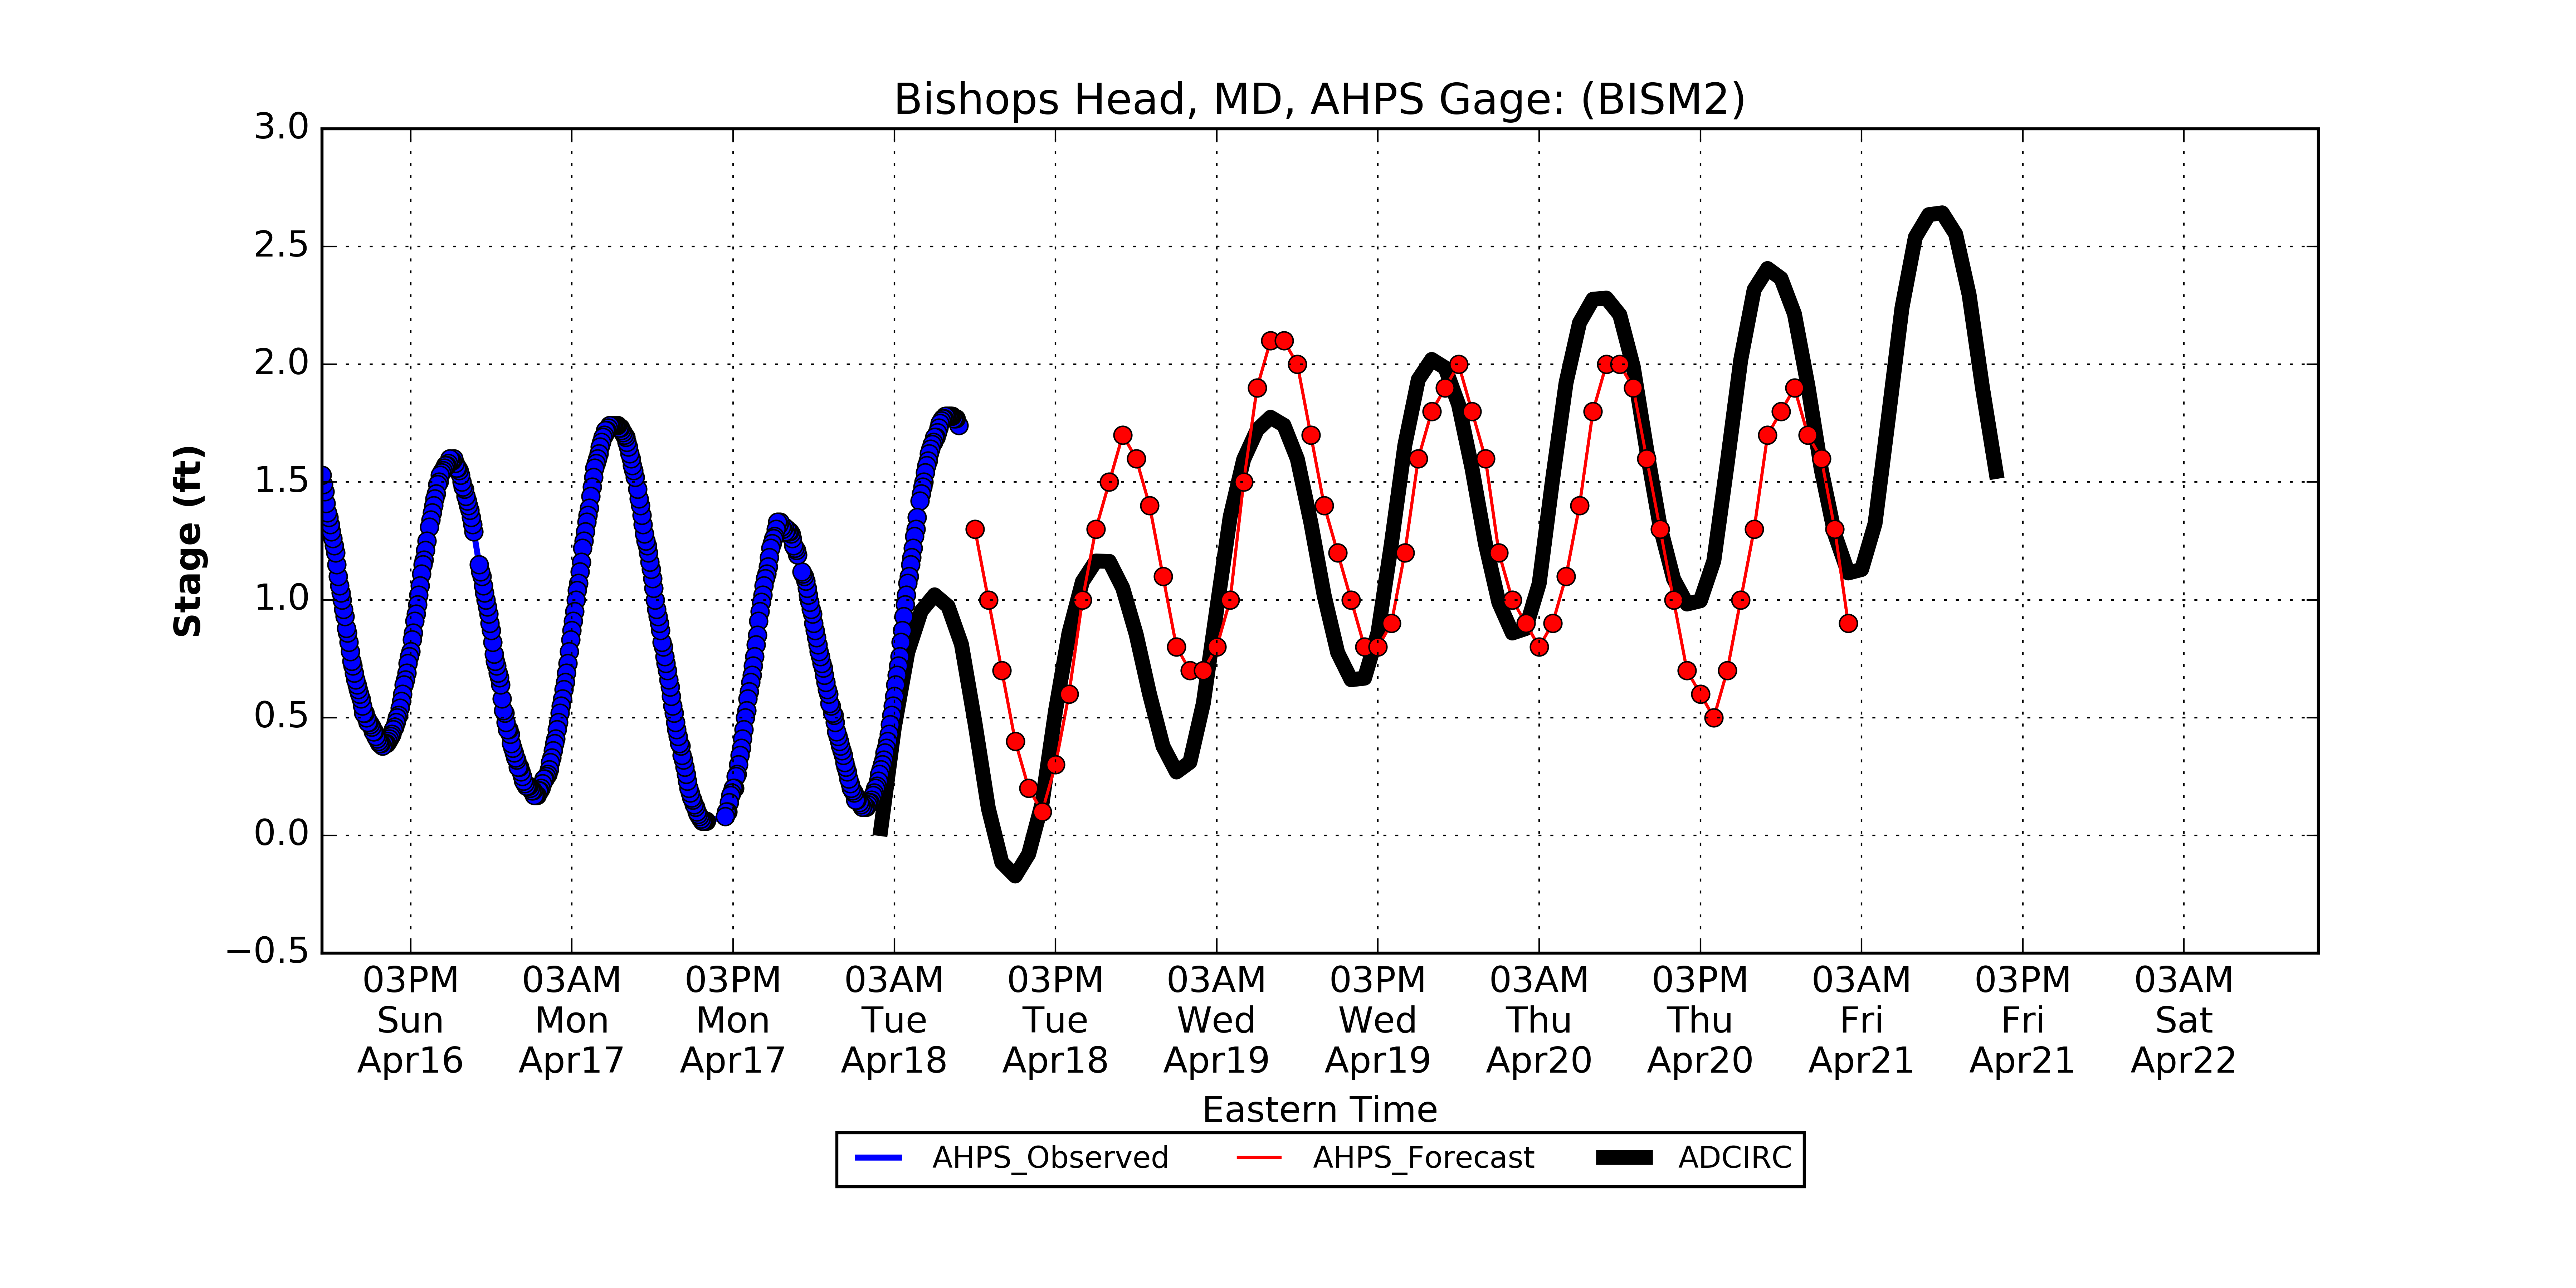 Bishops Head, MD, AHPS Gage: (BISM2)
3.0
2.5
2.0
1.5
1.0
0.5
0.0
−0.5
Stage (ft)
03PM 03AM 03PM 03AM 03PM 03AM 03PM 03AM 03PM 03AM 03PM 03AM
Sun Mon Mon Tue Tue Wed Wed Thu Thu Fri Fri Sat
Apr16 Apr17 Apr17 Apr18 Apr18 Apr19 Apr19 Apr20 Apr20 Apr21 Apr21 Apr22
Eastern Time
AHPS_Observed AHPS_Forecast ADCIRC